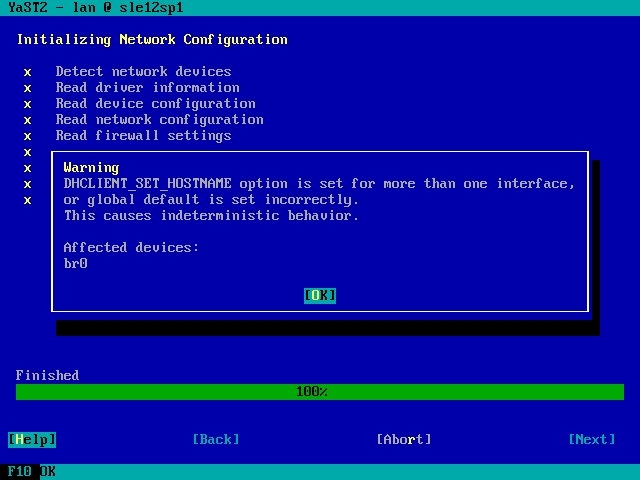 YaST2 - lan @ sle12sp1
Initializing Network Configuration
x Detect network devices
x Read driver information
x Read device configuration
x Read network configuration
x Read firewall settings
x
x Warning
x DHCLIENT_SET_HOSTNAME option is set for more than one interface,
x or global default is set incorrectly.
This causes indeterministic behavior.
Affected devices:
br0
[OK]
Finished
100%
[Help] [Back] [Abort] [Next]
F10 OK